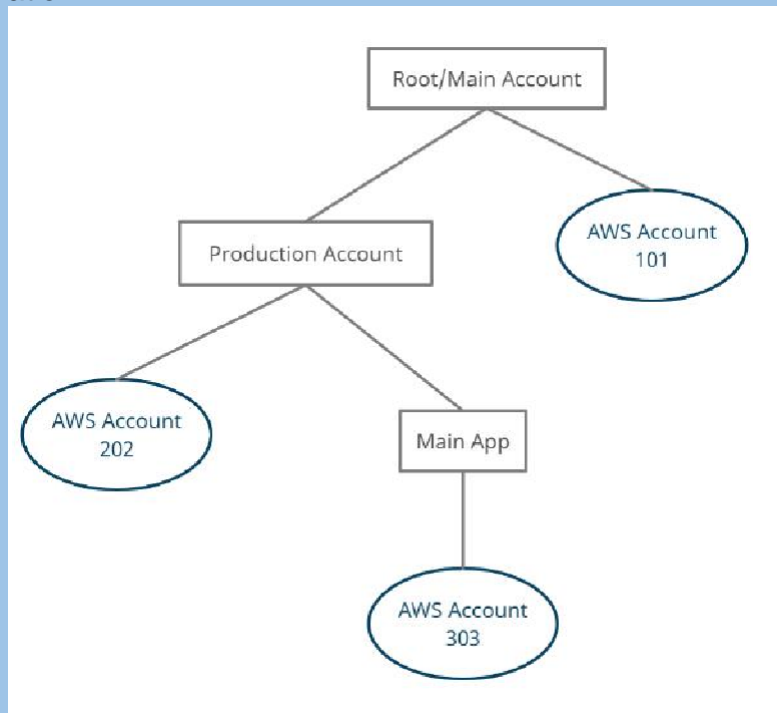 Root/Main Account
AWS Account
101
Production Account
AWS Account
202
Main App
AWS Account
303